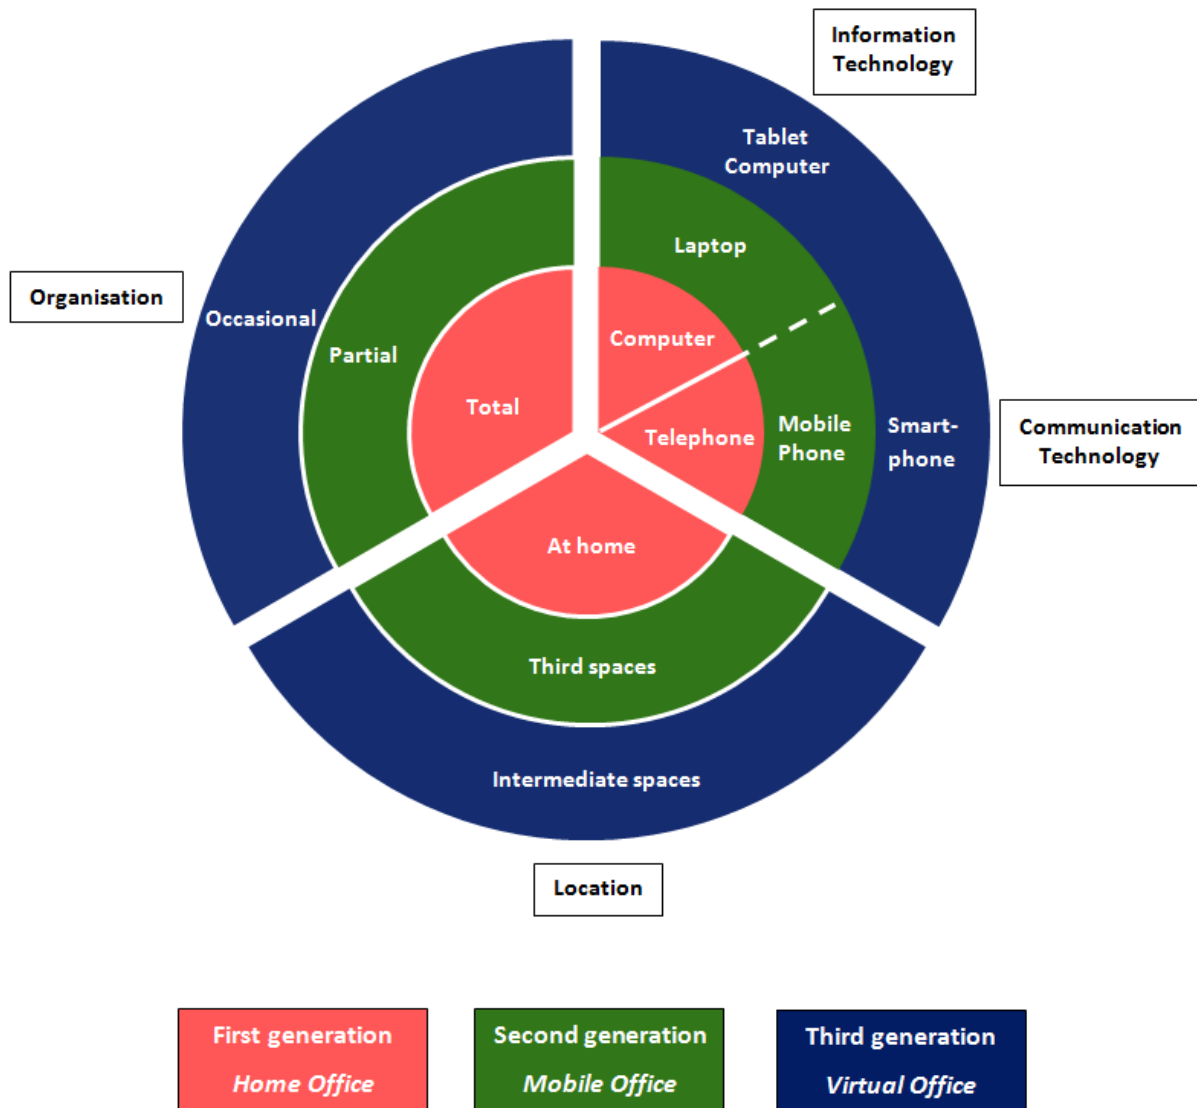 Information
Technology
Tablet
Computer
Laptop
Organisation
Occasional
Partial
Computer
Total
Telephone
Mobile
Phone
Smart-
phone
Communication
Technology
At home
Third spaces
Intermediate spaces
Location
First generation
Home Office
Second generation
Mobile Office
Third generation
Virtual Office